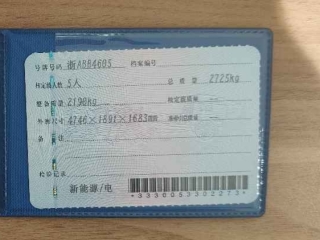 号牌号码 浙A884605 档案编号
核定载人数 5人 总质量 2725kg
整备质量 2190kg 核定载质量 --
外廓尺寸 4746×1891×1683mm 准牵引总质量 --
备注
检验记录
新能源/电
*3330053332273*